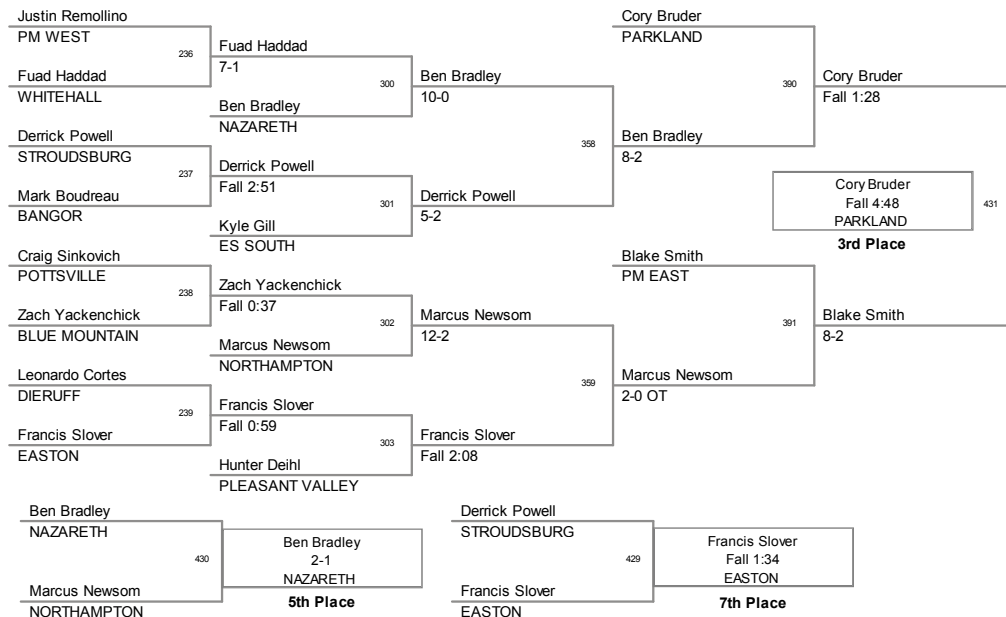 Justin Remollino
PM WEST
236
Fuad Haddad
WHITEHALL
Derrick Powell
STROUDSBURG
237
Mark Boudreau
BANGOR
Craig Sinkovich
POTTSVILLE
238
Zach Yackenchick
BLUE MOUNTAIN
Leonardo Cortes
DIERUFF
239
Francis Slover
EASTON
Fuad Haddad
7-1
300
Ben Bradley
NAZARETH
Derrick Powell
Fall 2:51
301
Kyle Gill
ES SOUTH
Zach Yackenchick
Fall 0:37
302
Marcus Newsom
NORTHAMPTON
Francis Slover
Fall 0:59
303
Hunter Deihl
PLEASANT VALLEY
Ben Bradley
10-0
358
Derrick Powell
5-2
Marcus Newsom
12-2
359
Francis Slover
Fall 2:08
Cory Bruder
PARKLAND
390
Ben Bradley
8-2
Blake Smith
PM EAST
391
Marcus Newsom
2-0 OT
Cory Bruder
Fall 1:28
Cory Bruder
Fall 4:48
PARKLAND
431
3rd Place
Blake Smith
8-2
Ben Bradley
NAZARETH
430
Marcus Newsom
NORTHAMPTON
Ben Bradley
2-1
NAZARETH
5th Place
Derrick Powell
STROUDSBURG
429
Francis Slover
EASTON
Francis Slover
Fall 1:34
EASTON
7th Place